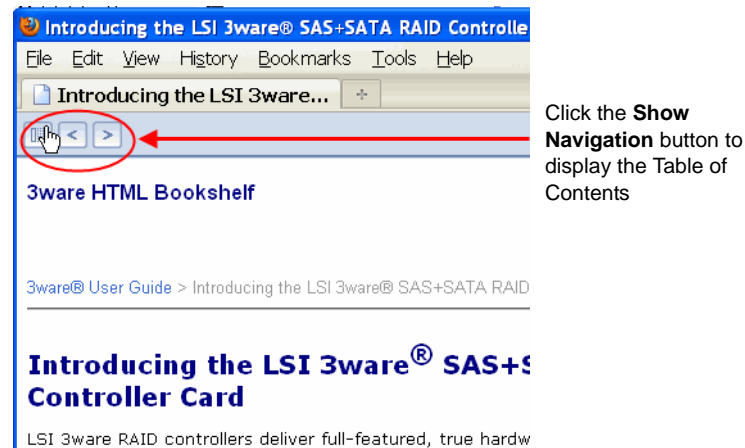 Introducing the LSI 3ware® SAS+SATA RAID Controlle
File Edit View History Bookmarks Tools Help
Introducing the LSI 3ware...
< >
Click the Show
Navigation button to
display the Table of
Contents
3ware HTML Bookshelf
3ware® User Guide > Introducing the LSI 3ware® SAS+SATA RAID
Introducing the LSI 3ware® SAS+S
Controller Card
LSI 3ware RAID controllers deliver full-featured, true hardw